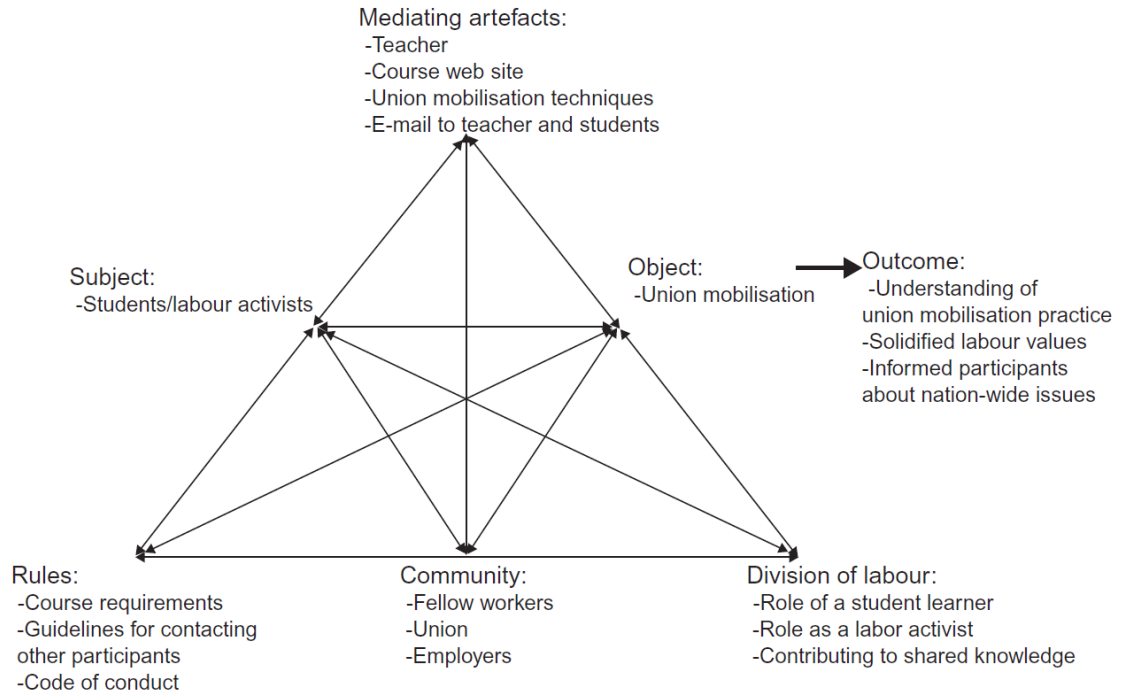 Mediating artefacts:
-Teacher
-Course web site
-Union mobilisation techniques
-E-mail to teacher and students
Subject:
-Students/labour activists
Object:
-Union mobilisation
Outcome:
-Understanding of
union mobilisation practice
-Solidified labour values
-Informed participants
about nation-wide issues
Rules:
-Course requirements
-Guidelines for contacting
other participants
-Code of conduct
Community:
-Fellow workers
-Union
-Employers
Division of labour:
-Role of a student learner
-Role as a labor activist
-Contributing to shared knowledge